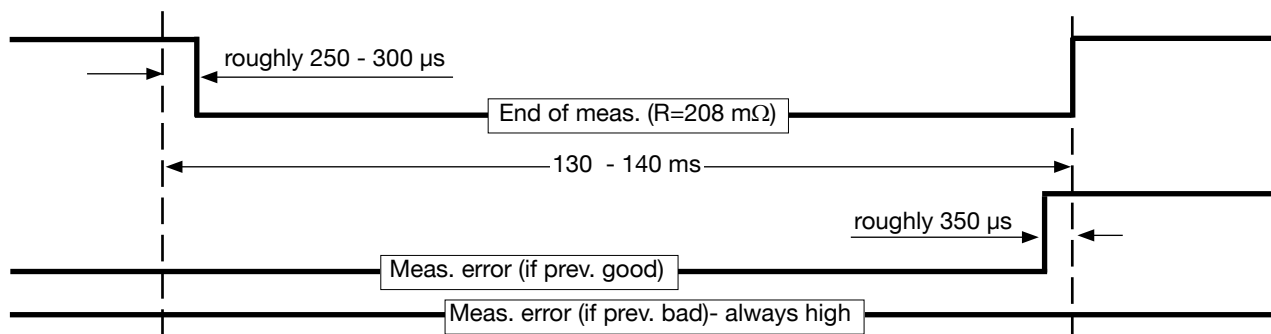 roughly 250 - 300 µs
End of meas. (R=208 mΩ)
130 - 140 ms
roughly 350 µs
Meas. error (if prev. good)
Meas. error (if prev. bad)- always high